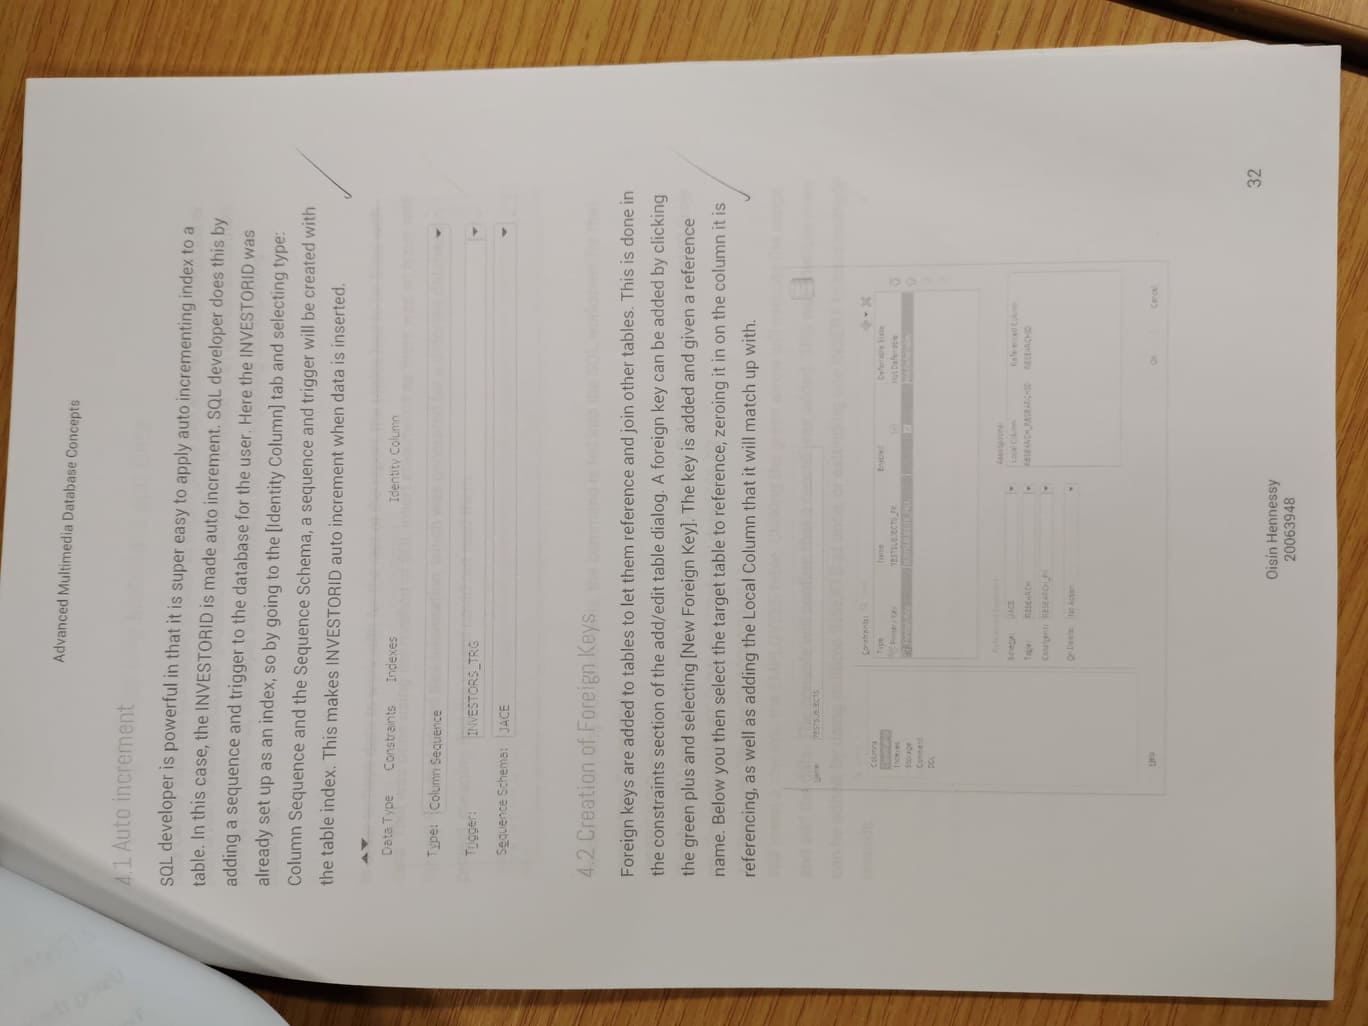 Advanced Multimedia Database Concepts
4.1 Auto increment
SQL developer is powerful in that it is super easy to apply auto incrementing index to a
table. In this case, the INVESTORID is made auto increment. SQL developer does this by
adding a sequence and trigger to the database for the user. Here the INVESTORID was
already set up as an index, so by going to the [Identity Column] tab and selecting type:
Column Sequence and the Sequence Schema, a sequence and trigger will be created with
the table index. This makes INVESTORID auto increment when data is inserted.
Data Type Constraints Indexes Identity Column
Type: Column Sequence
Trigger: INVESTORS_TRG
Sequence Schema: JACE
4.2 Creation of Foreign Keys
Foreign keys are added to tables to let them reference and join other tables. This is done in
the constraints section of the add/edit table dialog. A foreign key can be added by clicking
the green plus and selecting [New Foreign Key]. The key is added and given a reference
name. Below you then select the target table to reference, zeroing it in on the column it is
referencing, as well as adding the Local Column that it will match up with.
Name: TESTSUBJECTS
Columns
Indexes
Storage
Comment
DDL
Constraints:
Type Name Enabled Deferrable State
Primary Key TESTSUBJECTS_PK Not Deferrable
Schema: JACE
Table: RESEARCH
Constraint: RESEARCH_PK
On Delete: No Action
Associations:
Local Column Referenced Column
RESEARCH_RESEARCHID RESEARCHID
Help OK Cancel
32
Oisin Hennessy
20063948